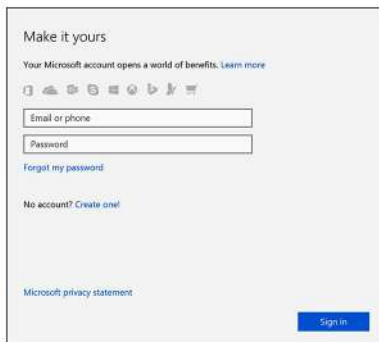 Make it yours
Your Microsoft account opens a world of benefits. Learn more
Email or phone
Password
Forgot my password
No account? Create one!
Microsoft privacy statement
Sign in